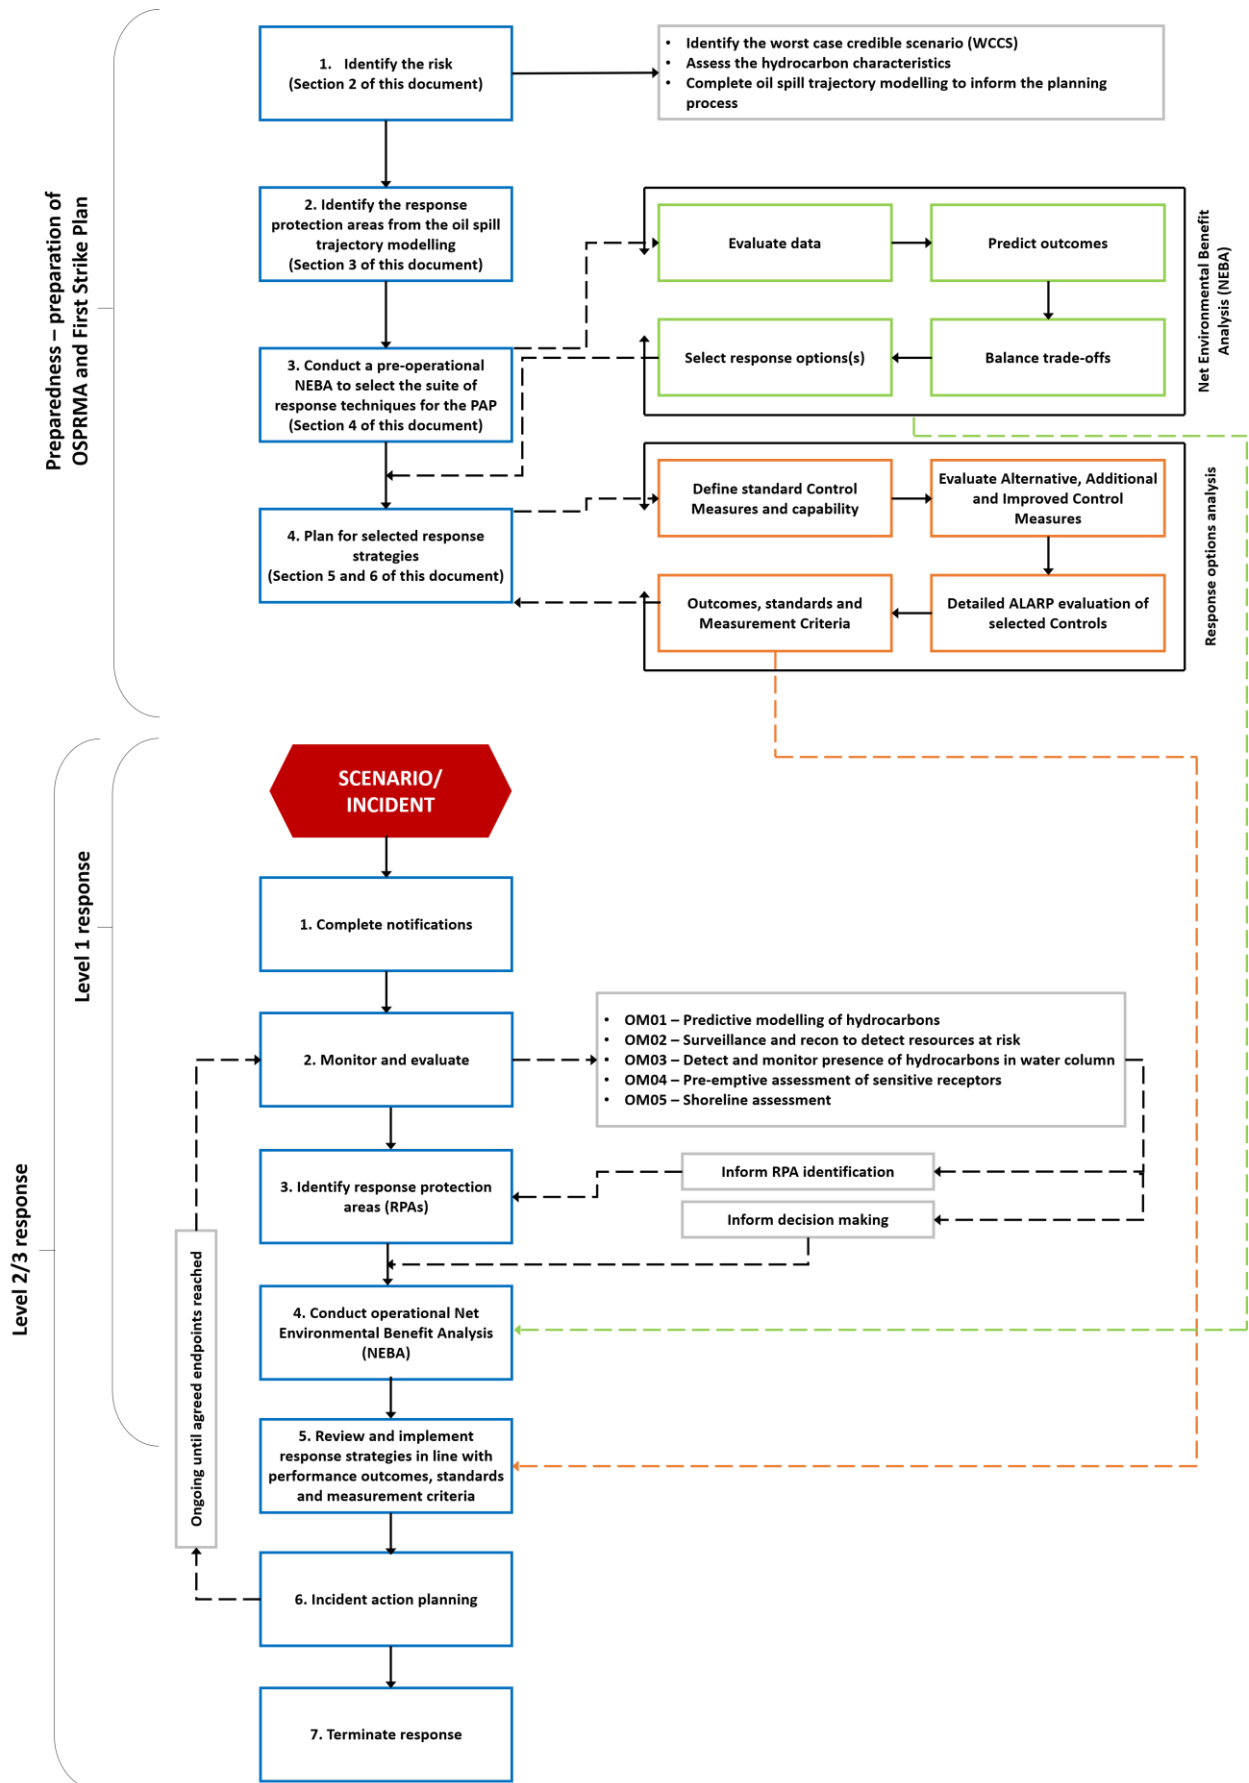 Preparedness – preparation of
OSPRMA and First Strike Plan
1. Identify the risk
(Section 2 of this document)
• Identify the worst case credible scenario (WCCS)
• Assess the hydrocarbon characteristics
• Complete oil spill trajectory modelling to inform the planning
process
2. Identify the response
protection areas from the oil spill
trajectory modelling
(Section 3 of this document)
Evaluate data
Predict outcomes
Select response options(s)
Balance trade-offs
Net Environmental Benefit
Analysis (NEBA)
3. Conduct a pre-operational
NEBA to select the suite of
response techniques for the PAP
(Section 4 of this document)
4. Plan for selected response
strategies
(Section 5 and 6 of this document)
Define standard Control
Measures and capability
Evaluate Alternative, Additional
and Improved Control
Measures
Outcomes, standards and
Measurement Criteria
Detailed ALARP evaluation of
selected Controls
Response options analysis
Level 2/3 response
Level 1 response
SCENARIO/
INCIDENT
1. Complete notifications
2. Monitor and evaluate
• OM01 – Predictive modelling of hydrocarbons
• OM02 – Surveillance and recon to detect resources at risk
• OM03 – Detect and monitor presence of hydrocarbons in water column
• OM04 – Pre-emptive assessment of sensitive receptors
• OM05 – Shoreline assessment
3. Identify response protection
areas (RPAs)
Inform RPA identification
Inform decision making
4. Conduct operational Net
Environmental Benefit Analysis
(NEBA)
5. Review and implement
response strategies in line with
performance outcomes, standards
and measurement criteria
Ongoing until agreed endpoints reached
6. Incident action planning
7. Terminate response